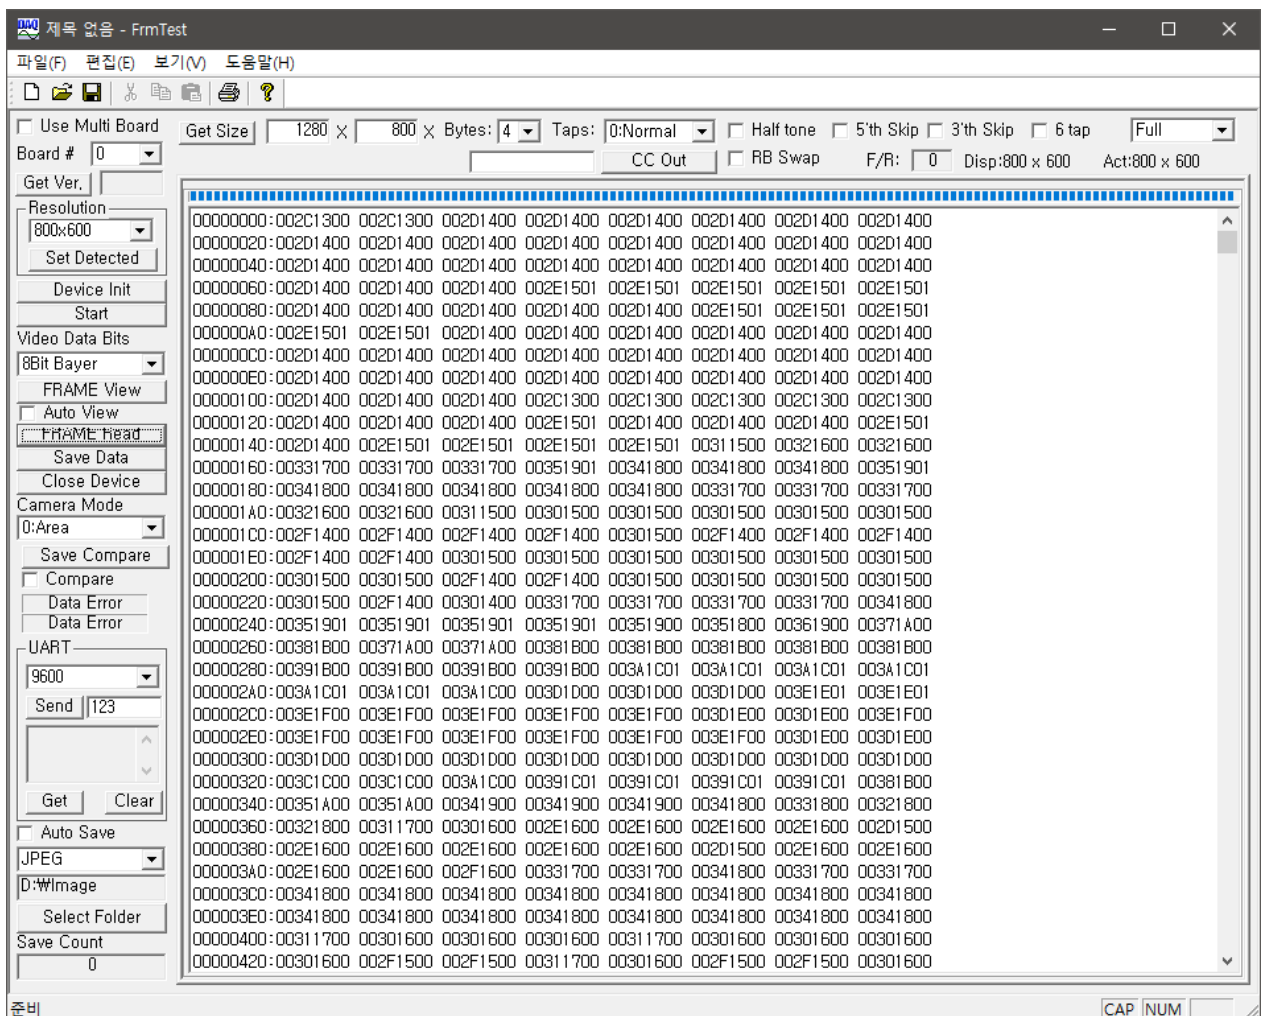 제목 없음 - FrmTest
파일(F) 편집(E) 보기(V) 도움말(H)
Use Multi Board
Board # 0
Get Ver,
Resolution
800x600
Set Detected
Device Init
Start
Video Data Bits
8Bit Bayer
FRAME View
Auto View
FRAME Read
Save Data
Close Device
Camera Mode
0:Area
Save Compare
Compare
Data Error
Data Error
UART
9600
Send 123
Get Clear
Auto Save
JPEG
D:₩Image
Select Folder
Save Count
0
Get Size 1280 X 800 X Bytes: 4 Taps: 0:Normal Half tone 5'th Skip 3'th Skip 6 tap Full
CC Out RB Swap F/R: 0 Disp:800 x 600 Act:800 x 600
00000000:002C1300 002C1300 002D1400 002D1400 002D1400 002D1400 002D1400 002D1400
00000020:002D1400 002D1400 002D1400 002D1400 002D1400 002D1400 002D1400 002D1400
00000040:002D1400 002D1400 002D1400 002D1400 002D1400 002D1400 002D1400 002D1400
00000060:002D1400 002D1400 002D1400 002D1400 002E1501 002E1501 002E1501 002E1501
00000080:002D1400 002D1400 002D1400 002D1400 002D1400 002E1501 002E1501 002E1501
000000A0:002E1501 002E1501 002D1400 002D1400 002D1400 002D1400 002D1400 002D1400
000000C0:002D1400 002D1400 002D1400 002D1400 002D1400 002D1400 002D1400 002D1400
000000E0:002D1400 002D1400 002D1400 002D1400 002D1400 002D1400 002D1400 002D1400
00000100:002D1400 002D1400 002D1400 002D1400 002C1300 002C1300 002C1300 002C1300
00000120:002D1400 002D1400 002D1400 002D1400 002E1501 002D1400 002D1400 002E1501
00000140:002D1400 002E1501 002E1501 002E1501 002E1501 00311500 00321600 00321600
00000160:00331700 00331700 00331700 00351901 00341800 00341800 00341800 00351901
00000180:00341800 00341800 00341800 00341800 00341800 00331700 00331700 00331700
000001A0:00321600 00321600 00311500 00301500 00301500 00301500 00301500 00301500
000001C0:002F1400 002F1400 002F1400 002F1400 00301500 002F1400 002F1400 002F1400
000001E0:002F1400 002F1400 00301500 00301500 00301500 00301500 00301500 00301500
00000200:00301500 00301500 002F1400 002F1400 00301500 00301500 00301500 00301500
00000220:00301500 002F1400 00301400 00331700 00331700 00331700 00331700 00341800
00000240:00351901 00351901 00351901 00351901 00351900 00351800 00361900 00371A00
00000260:00381B00 00371A00 00371A00 00381B00 00381B00 00381B00 00381B00 00381B00
00000280:00391B00 00391B00 00391B00 00391B00 003A1C01 003A1C01 003A1C01 003A1C01
000002A0:003A1C01 003A1C01 003A1C00 003D1D00 003D1D00 003D1D00 003E1E01 003E1E01
000002C0:003E1F00 003E1F00 003E1F00 003E1F00 003E1F00 003D1E00 003D1E00 003E1F00
000002E0:003E1F00 003E1F00 003E1F00 003E1F00 003E1F00 003E1F00 003D1E00 003D1E00
00000300:003D1D00 003D1D00 003D1D00 003D1D00 003D1D00 003D1D00 003D1D00 003D1D00
00000320:003C1C00 003C1C00 003A1C00 00391C01 00391C01 00391C01 00391C01 00381B00
00000340:00351A00 00351A00 00341900 00341900 00341900 00341800 00331800 00321800
00000360:00321800 00311700 00301600 002E1600 002E1600 002E1600 002E1600 002D1500
00000380:002E1600 002E1600 002E1600 002E1600 002E1600 002D1500 002E1600 002E1600
000003A0:002E1600 002E1600 002F1600 00331700 00331700 00341800 00331700 00331700
000003C0:00341800 00341800 00341800 00341800 00341800 00341800 00341800 00341800
000003E0:00341800 00341800 00341800 00341800 00341800 00341800 00341800 00341800
00000400:00311700 00301600 00301600 00301600 00311700 00301600 00301600 00301600
00000420:00301600 002F1500 002F1500 00311700 00301600 002F1500 002F1500 00301600
준비 CAP NUM